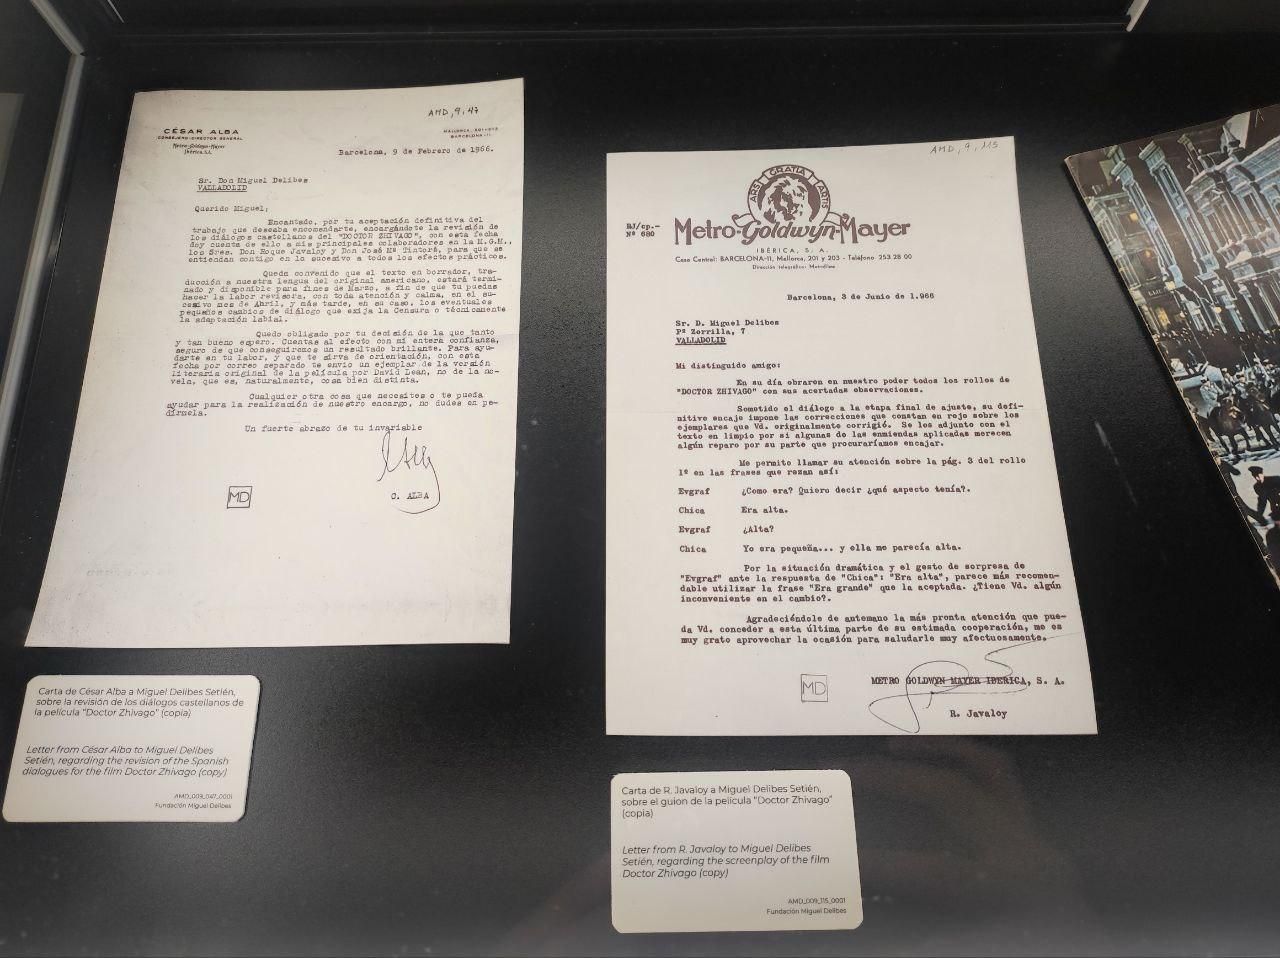 AMD, 9, 47
CÉSAR ALBA
CONSEJERO-DIRECTOR GENERAL
Metro-Goldwyn-Mayer
Ibérica, S.A.
MALLORCA, 201-203
BARCELONA-11
Barcelona, 9 de Febrero de 1966.
Sr. Don Miguel Delibes
VALLADOLID
Querido Miguel:
Encantado, por tu aceptación definitiva del
trabajo que deseaba encomendarte, encargándote la revisión de
los diálogos castellanos del "DOCTOR ZHIVAGO", con esta fecha
doy cuenta de ello a mis principales colaboradores en la M.G.M.,
los Sres. Don Roque Javaloy y Don José Mª Tintoré, para que se
entiendan contigo en lo sucesivo a todos los efectos prácticos.
Queda convenido que el texto en borrador, tra-
ducción a nuestra lengua del original americano, estará termi-
nado y disponible para fines de Marzo, a fin de que tu puedas
hacer la labor revisora, con toda atención y calma, en el su-
cesivo mes de Abril, y más tarde, en su caso, los eventuales
pequeños cambios de diálogo que exija la Censura o técnicamente
la adaptación labial.
Quedo obligado por tu decisión de la que tanto
y tan bueno espero. Cuentas al efecto con mi entera confianza,
seguro de que conseguiremos un resultado brillante. Para ayu-
darte en tu labor, y que te sirva de orientación, con esta
fecha por correo separado te envio un ejemplar de la versión
literaria original de la película por David Lean, no de la no-
vela, que es, naturalmente, cosa bien distinta.
Cualquier otra cosa que necesites o te pueda
ayudar para la realización de nuestro encargo, no dudes en pe-
dírmela.
Un fuerte abrazo de tu invariable
MD
C. ALBA
Carta de César Alba a Miguel Delibes Setién,
sobre la revisión de los diálogos castellanos de
la película "Doctor Zhivago" (copia)
Letter from César Alba to Miguel Delibes
Setién, regarding the revision of the Spanish
dialogues for the film Doctor Zhivago (copy)
AMD_009_047_0001
Fundación Miguel Delibes
AMD, 9, 115
ARS GRATIA ARTIS
RJ/cp.-
Nº 680
Metro-Goldwyn-Mayer
IBÉRICA, S. A.
Casa Central: BARCELONA-11, Mallorca, 201 y 203 - Teléfono 253 28 00
Dirección telegráfica: Metrofilms
Barcelona, 3 de Junio de 1.966
Sr. D. Miguel Delibes
Pº Zorrilla, 7
VALLADOLID
Mi distinguido amigo:
En su día obraron en nuestro poder todos los rollos de
"DOCTOR ZHIVAGO" con sus acertadas observaciones.
Sometido el diálogo a la etapa final de ajuste, su defi-
nitivo encaje impone las correcciones que constan en rojo sobre los
ejemplares que Vd. originalmente corrigió. Se los adjunto con el
texto en limpio por si algunas de las enmiendas aplicadas merecen
algún reparo por su parte que procuraríamos encajar.
Me permito llamar su atención sobre la pág. 3 del rollo
1º en las frases que rezan así:
Evgraf ¿Como era? Quiero decir ¿qué aspecto tenía?.
Chica Era alta.
Evgraf ¿Alta?
Chica Yo era pequeña... y ella me parecía alta.
Por la situación dramática y el gesto de sorpresa de
"Evgraf" ante la respuesta de "Chica": "Era alta", parece más recomen-
dable utilizar la frase "Era grande" que la aceptada. ¿Tiene Vd. algún
inconveniente en el cambio?.
Agradeciéndole de antemano la más pronta atención que pue-
da Vd. conceder a esta última parte de su estimada cooperación, me es
muy grato aprovechar la ocasión para saludarle muy afectuosamente.
METRO GOLDWYN MAYER IBERICA, S. A.
MD
R. Javaloy
Carta de R. Javaloy a Miguel Delibes Setién,
sobre el guion de la película "Doctor Zhivago"
(copia)
Letter from R. Javaloy to Miguel Delibes
Setién, regarding the screenplay of the film
Doctor Zhivago (copy)
AMD_009_115_0001
Fundación Miguel Delibes